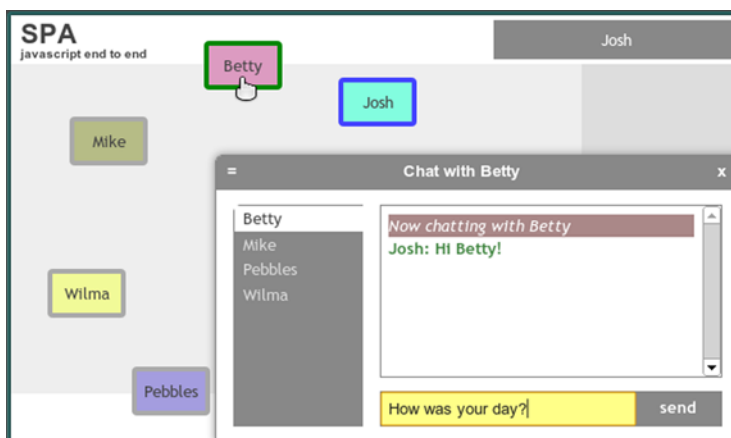 SPA
javascript end to end
Josh
Betty
Josh
Mike
Wilma
Pebbles
= Chat with Betty x
Betty
Mike
Pebbles
Wilma
Now chatting with Betty
Josh: Hi Betty!
How was your day?
send